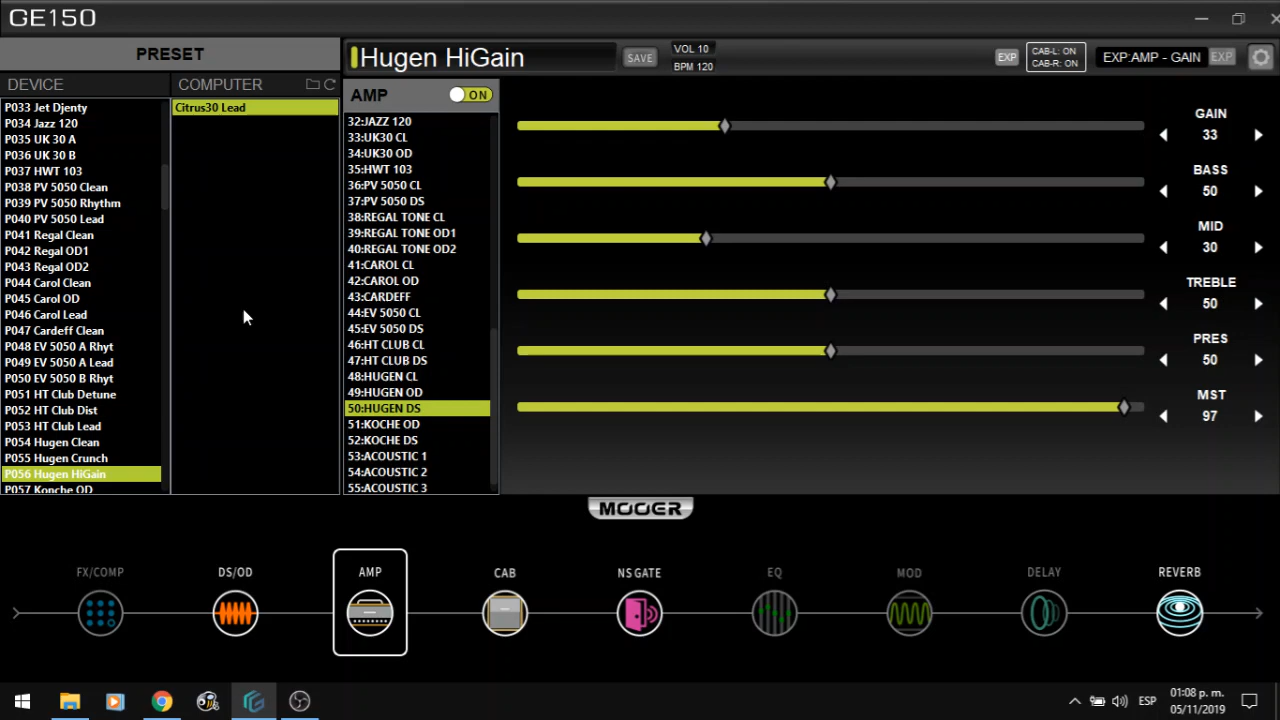 GE150
PRESET
DEVICE
COMPUTER
P033 Jet Djenty
P034 Jazz 120
P035 UK 30 A
P036 UK 30 B
P037 HWT 103
P038 PV 5050 Clean
P039 PV 5050 Rhythm
P040 PV 5050 Lead
P041 Regal Clean
P042 Regal OD1
P043 Regal OD2
P044 Carol Clean
P045 Carol OD
P046 Carol Lead
P047 Cardeff Clean
P048 EV 5050 A Rhyt
P049 EV 5050 A Lead
P050 EV 5050 B Rhyt
P051 HT Club Detune
P052 HT Club Dist
P053 HT Club Lead
P054 Hugen Clean
P055 Hugen Crunch
P056 Hugen HiGain
P057 Konche OD
Citrus30 Lead
Hugen HiGain
SAVE
VOL 10
BPM 120
EXP
CAB-L: ON
CAB-R: ON
EXP:AMP - GAIN
EXP
AMP
ON
32:JAZZ 120
33:UK30 CL
34:UK30 OD
35:HWT 103
36:PV 5050 CL
37:PV 5050 DS
38:REGAL TONE CL
39:REGAL TONE OD1
40:REGAL TONE OD2
41:CAROL CL
42:CAROL OD
43:CARDEFF
44:EV 5050 CL
45:EV 5050 DS
46:HT CLUB CL
47:HT CLUB DS
48:HUGEN CL
49:HUGEN OD
50:HUGEN DS
51:KOCHE OD
52:KOCHE DS
53:ACOUSTIC 1
54:ACOUSTIC 2
55:ACOUSTIC 3
GAIN
33
BASS
50
MID
30
TREBLE
50
PRES
50
MST
97
MOOER
FX/COMP
DS/OD
AMP
CAB
NS GATE
EQ
MOD
DELAY
REVERB
ESP
01:08 p. m.
05/11/2019